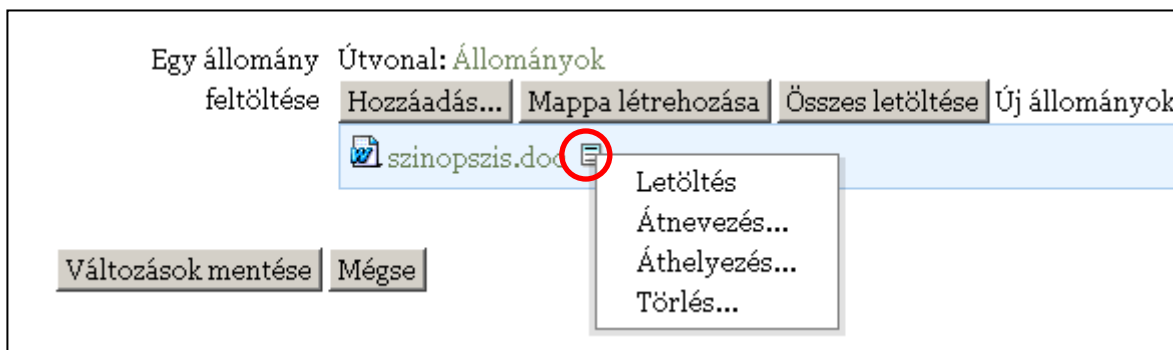 Egy állomány feltöltése
Útvonal: Állományok
Hozzáadás... Mappa létrehozása Összes letöltése Új állományok
szinopszis.doc
Letöltés
Átnevezés...
Áthelyezés...
Törlés...
Változások mentése Mégse